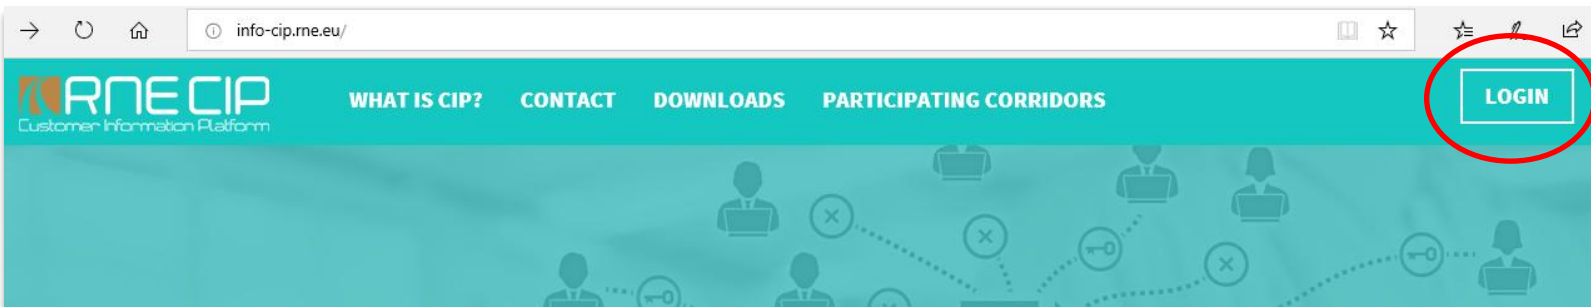 info-cip.rne.eu/
RNE CIP
Customer Information Platform
WHAT IS CIP? CONTACT DOWNLOADS PARTICIPATING CORRIDORS LOGIN